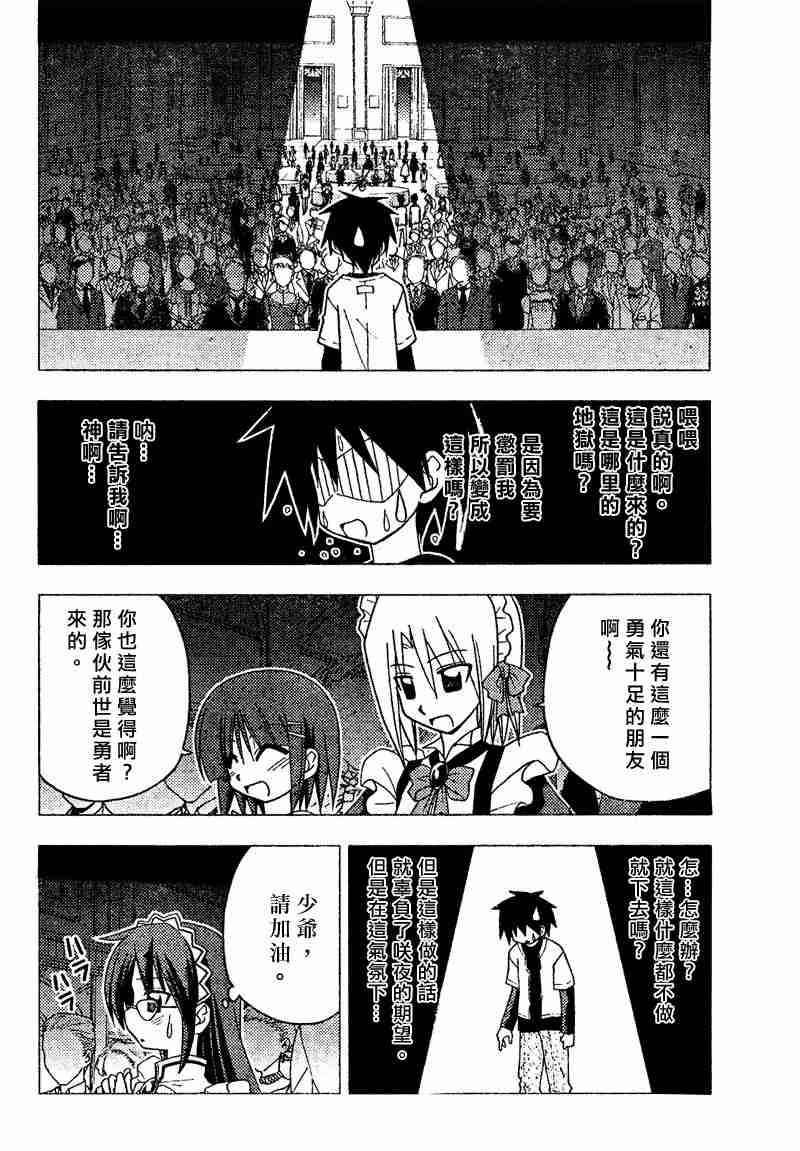 喂喂
說真的啊。
這是什麼來的?
這是哪里的
地獄嗎?
是因為要
懲罰我
所以變成
這樣嗎?
吶…
請告訴我啊…
神啊…
你還有這麼一個
勇氣十足的朋友
啊~
你也這麼覺得啊?
那傢伙前世是勇者
來的。
怎…怎麼辦?
就這樣什麼都不做
就下去嗎?
但是這樣做的話
就辜負了咲夜的期望。
但是在這氣氛下…
少爺，
請加油。
ハラ
ハラ